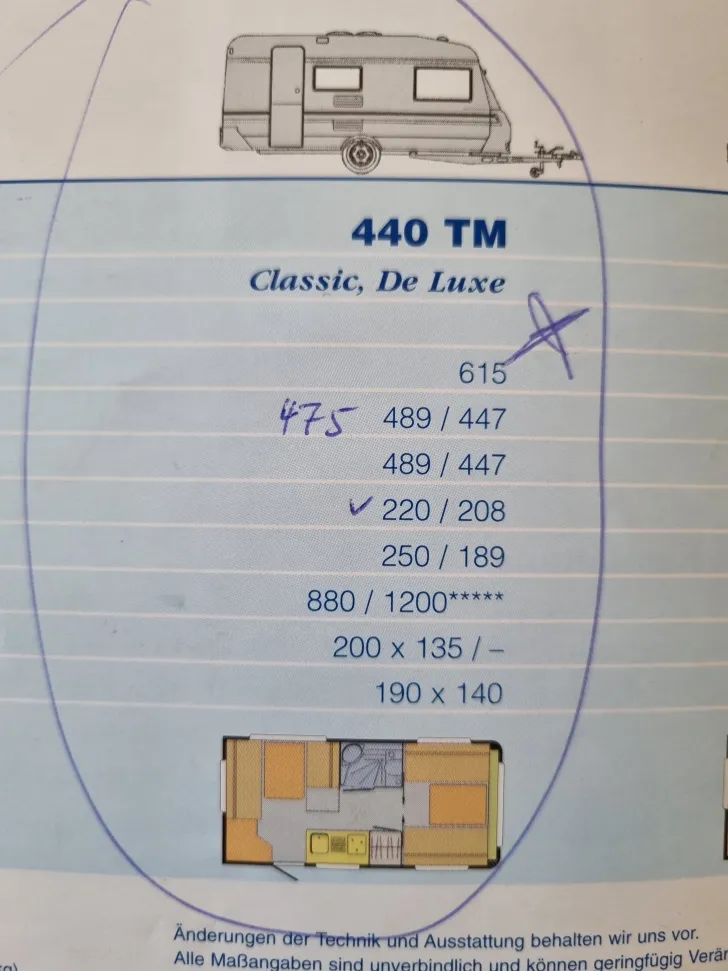 440 TM
Classic, De Luxe
615
475 489 / 447
489 / 447
✓ 220 / 208
250 / 189
880 / 1200*****
200 x 135 / –
190 x 140
Änderungen der Technik und Ausstattung behalten wir uns vor.
Alle Maßangaben sind unverbindlich und können geringfügig